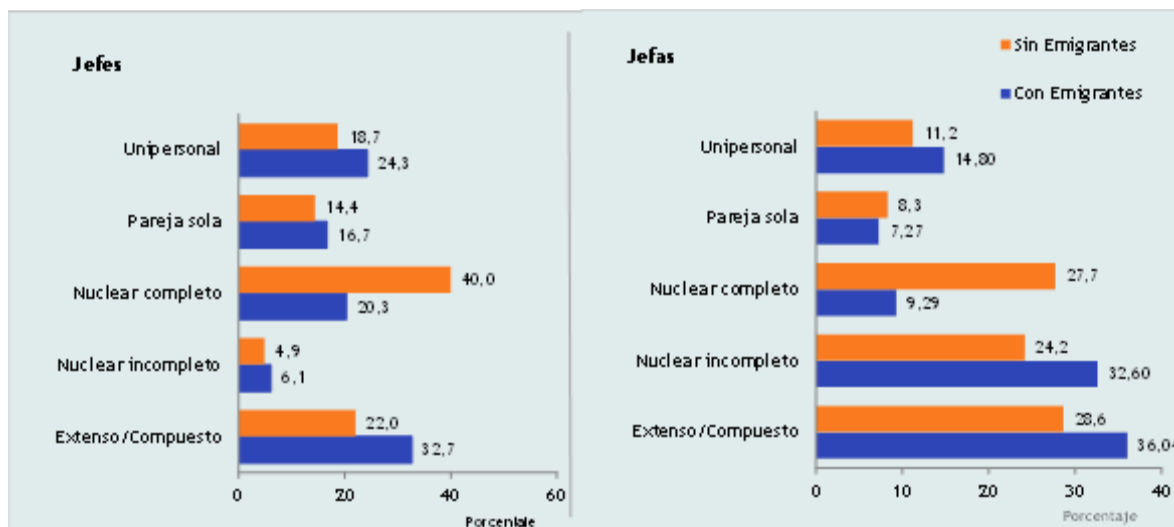 Jefes
Unipersonal
18,7
24,3
Pareja sola
14,4
16,7
Nuclear completo
40,0
20,3
Nuclear incompleto
4,9
6,1
Extenso/Compuesto
22,0
32,7
0 20 40 60
Porcentaje
Jefas
Sin Emigrantes
Con Emigrantes
Unipersonal
11,2
14,80
Pareja sola
8,3
7,27
Nuclear completo
27,7
9,29
Nuclear incompleto
24,2
32,60
Extenso/Compuesto
28,6
36,04
0 10 20 30 40
Porcentaje